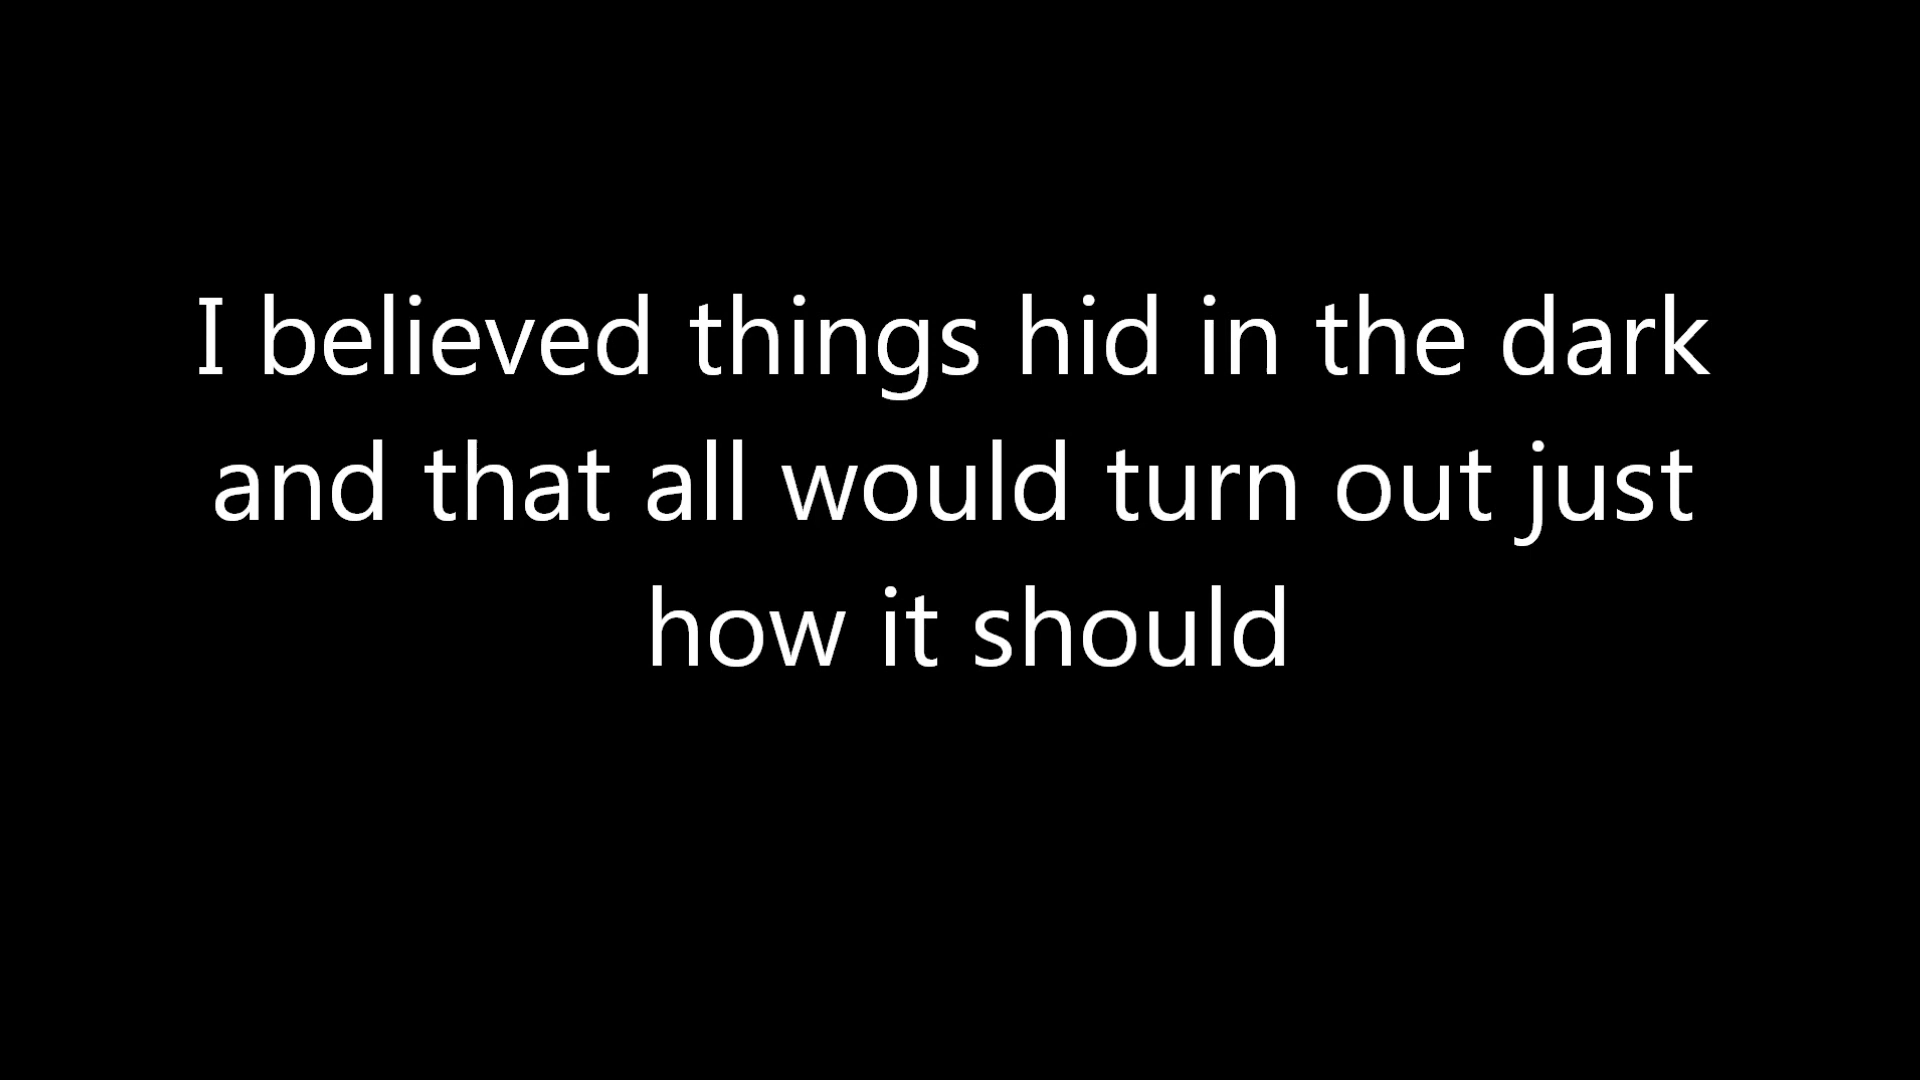 I believed things hid in the dark
and that all would turn out just
how it should